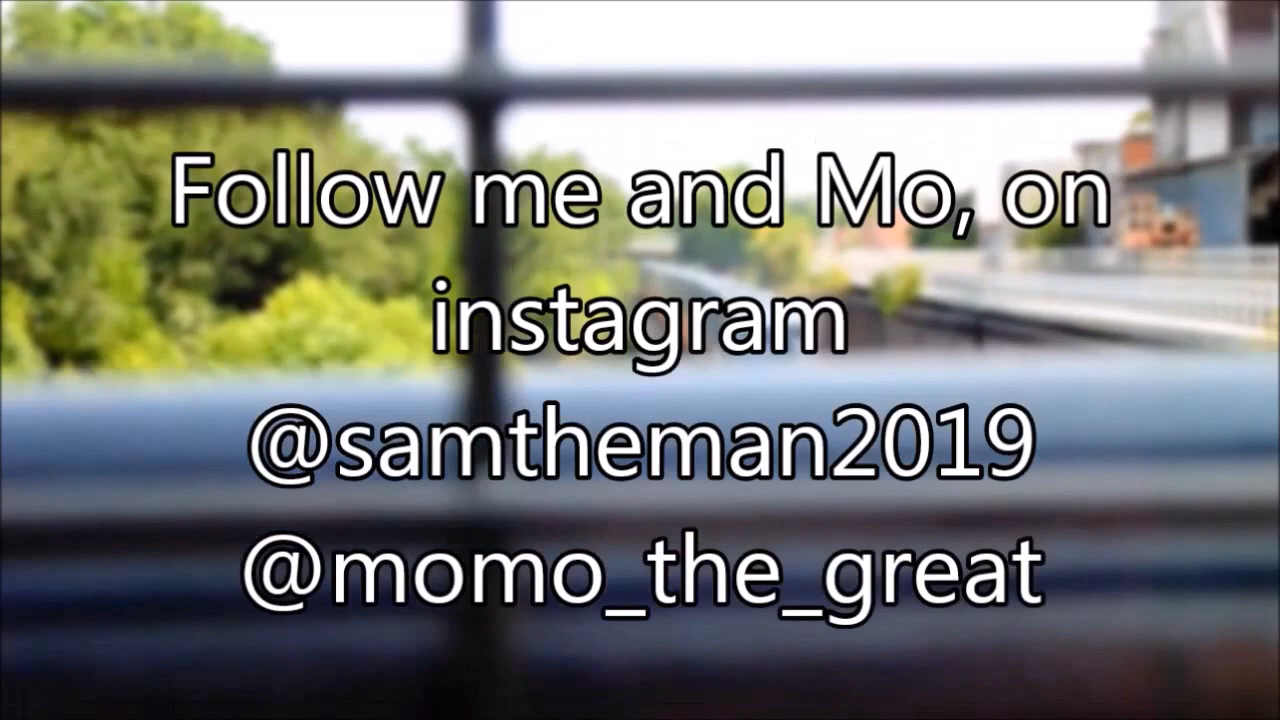 Follow me and Mo, on
instagram
@samtheman2019
@momo_the_great